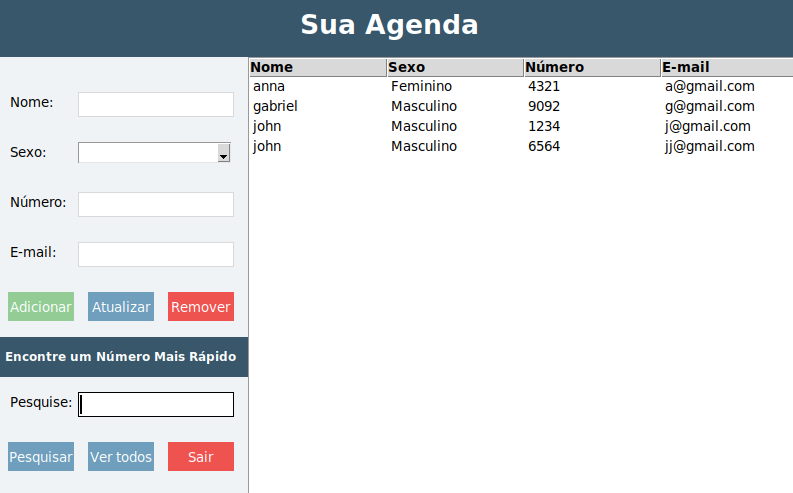 Sua Agenda
Nome:
Sexo:
Número:
E-mail:
Adicionar Atualizar Remover
Encontre um Número Mais Rápido
Pesquise:
Pesquisar Ver todos Sair
Nome Sexo Número E-mail
anna Feminino 4321 a@gmail.com
gabriel Masculino 9092 g@gmail.com
john Masculino 1234 j@gmail.com
john Masculino 6564 jj@gmail.com